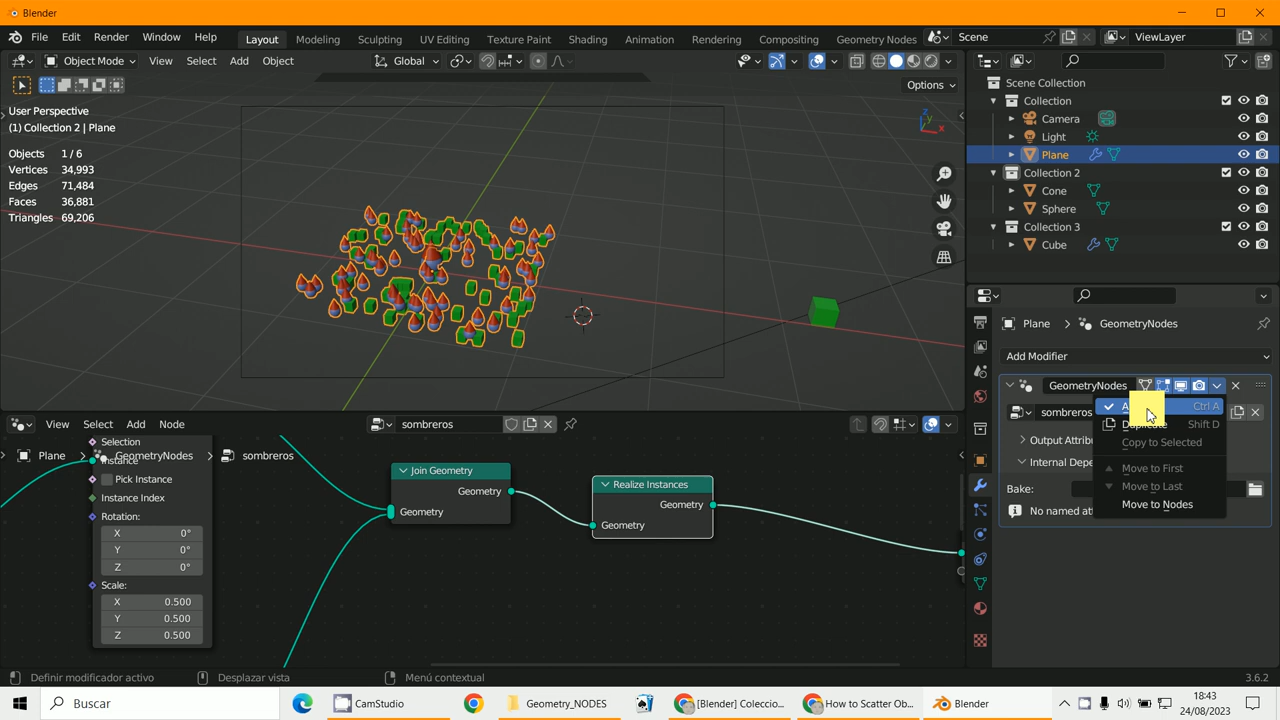 Blender
File Edit Render Window Help
Layout Modeling Sculpting UV Editing Texture Paint Shading Animation Rendering Compositing Geometry Nodes
Scene
ViewLayer
Object Mode View Select Add Object
Global
Options
User Perspective
(1) Collection 2 | Plane
Objects 1/6
Vertices 34,993
Edges 71,484
Faces 36,881
Triangles 69,206
Z
Y
X
Scene Collection
Collection
Camera
Light
Plane
Collection 2
Cone
Sphere
Collection 3
Cube
Plane > GeometryNodes
Add Modifier
GeometryNodes
sombreros
Ctrl A
Duplicate Shift D
Copy to Selected
Move to First
Move to Last
Move to Nodes
Output Attribu
Internal Depe
Bake:
No named att
View Select Add Node
sombreros
Plane > GeometryNodes > sombreros
Selection
Instance
Pick Instance
Instance Index
Rotation:
X 0°
Y 0°
Z 0°
Scale:
X 0.500
Y 0.500
Z 0.500
Join Geometry
Geometry
Geometry
Realize Instances
Geometry
Geometry
Definir modificador activo
Desplazar vista
Menú contextual
3.6.2
Buscar
CamStudio
Geometry_NODES
[Blender] Coleccio...
How to Scatter Ob...
Blender
18:43
24/08/2023